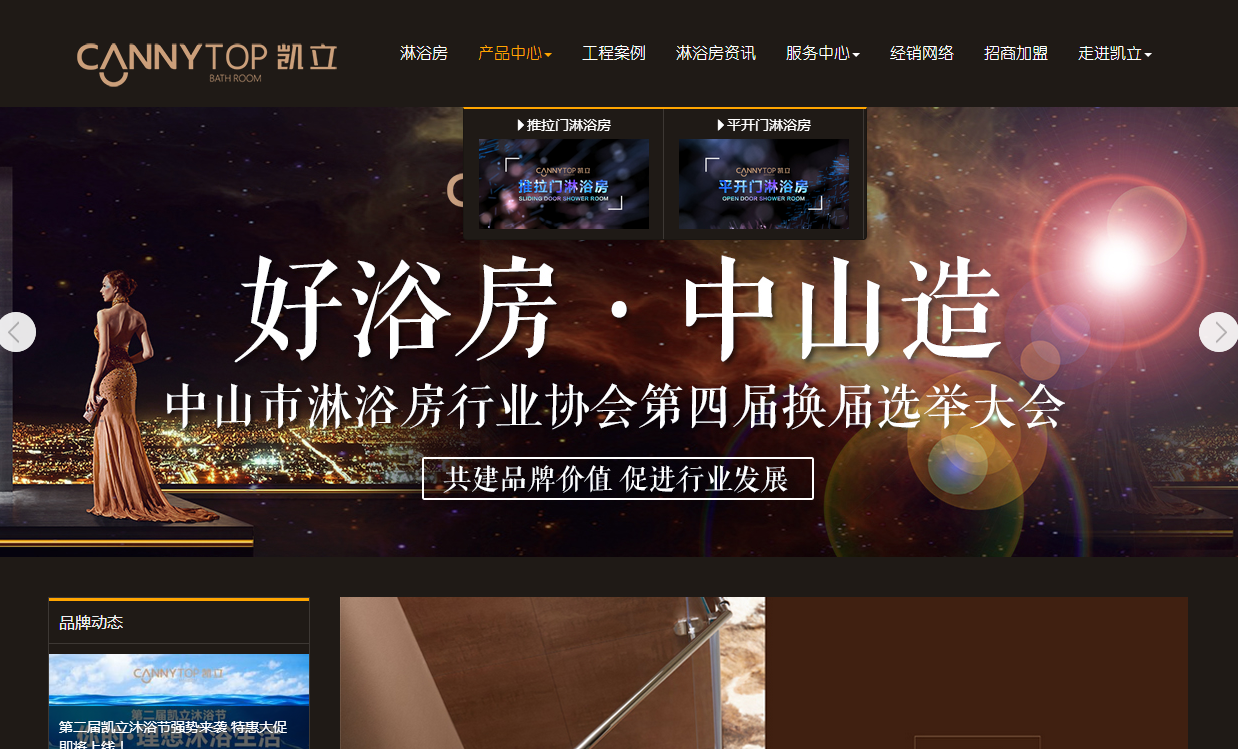 CANNYTOP 凯立
BATH ROOM
淋浴房 产品中心 工程案例 淋浴房资讯 服务中心 经销网络 招商加盟 走进凯立
推拉门淋浴房 平开门淋浴房
CANNYTOP 凯立
推拉门淋浴房
SLIDING DOOR SHOWER ROOM
CANNYTOP 凯立
平开门淋浴房
OPEN DOOR SHOWER ROOM
好浴房·中山造
中山市淋浴房行业协会第四届换届选举大会
共建品牌价值 促进行业发展
品牌动态
CANNYTOP 凯立
第二届凯立沐浴节
第二届凯立沐浴节强势来袭 特惠大促
即将上线！
你的·理想沐浴生活